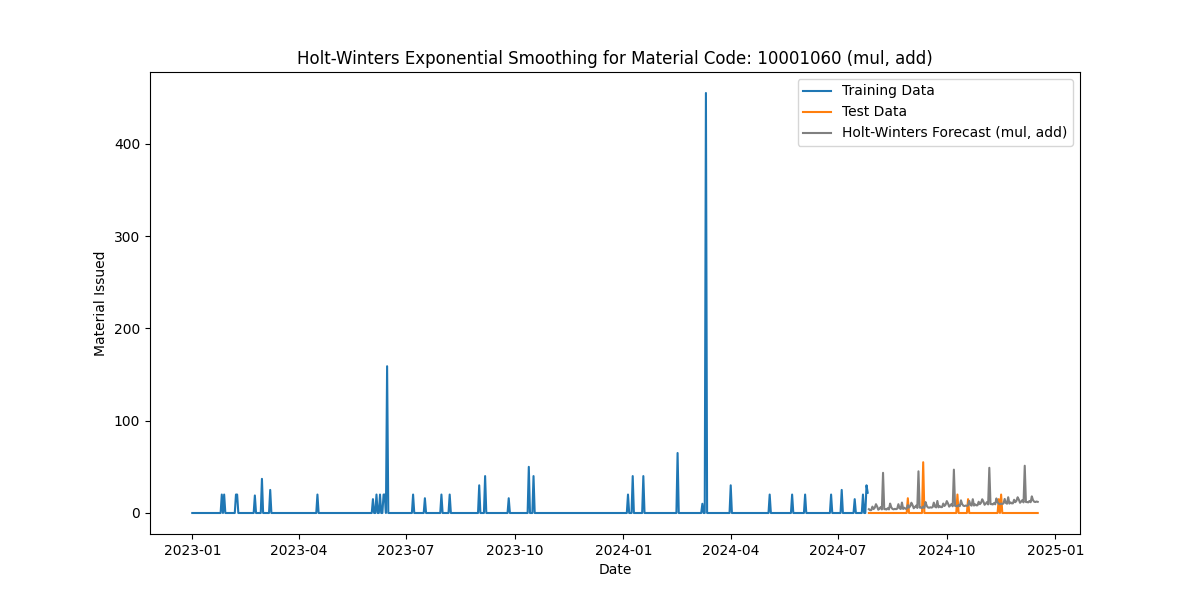 Holt-Winters Exponential Smoothing for Material Code: 10001060 (mul, add)
Training Data
Test Data
Holt-Winters Forecast (mul, add)
Material Issued
400
300
200
100
0
2023-01
2023-04
2023-07
2023-10
2024-01
2024-04
2024-07
2024-10
2025-01
Date